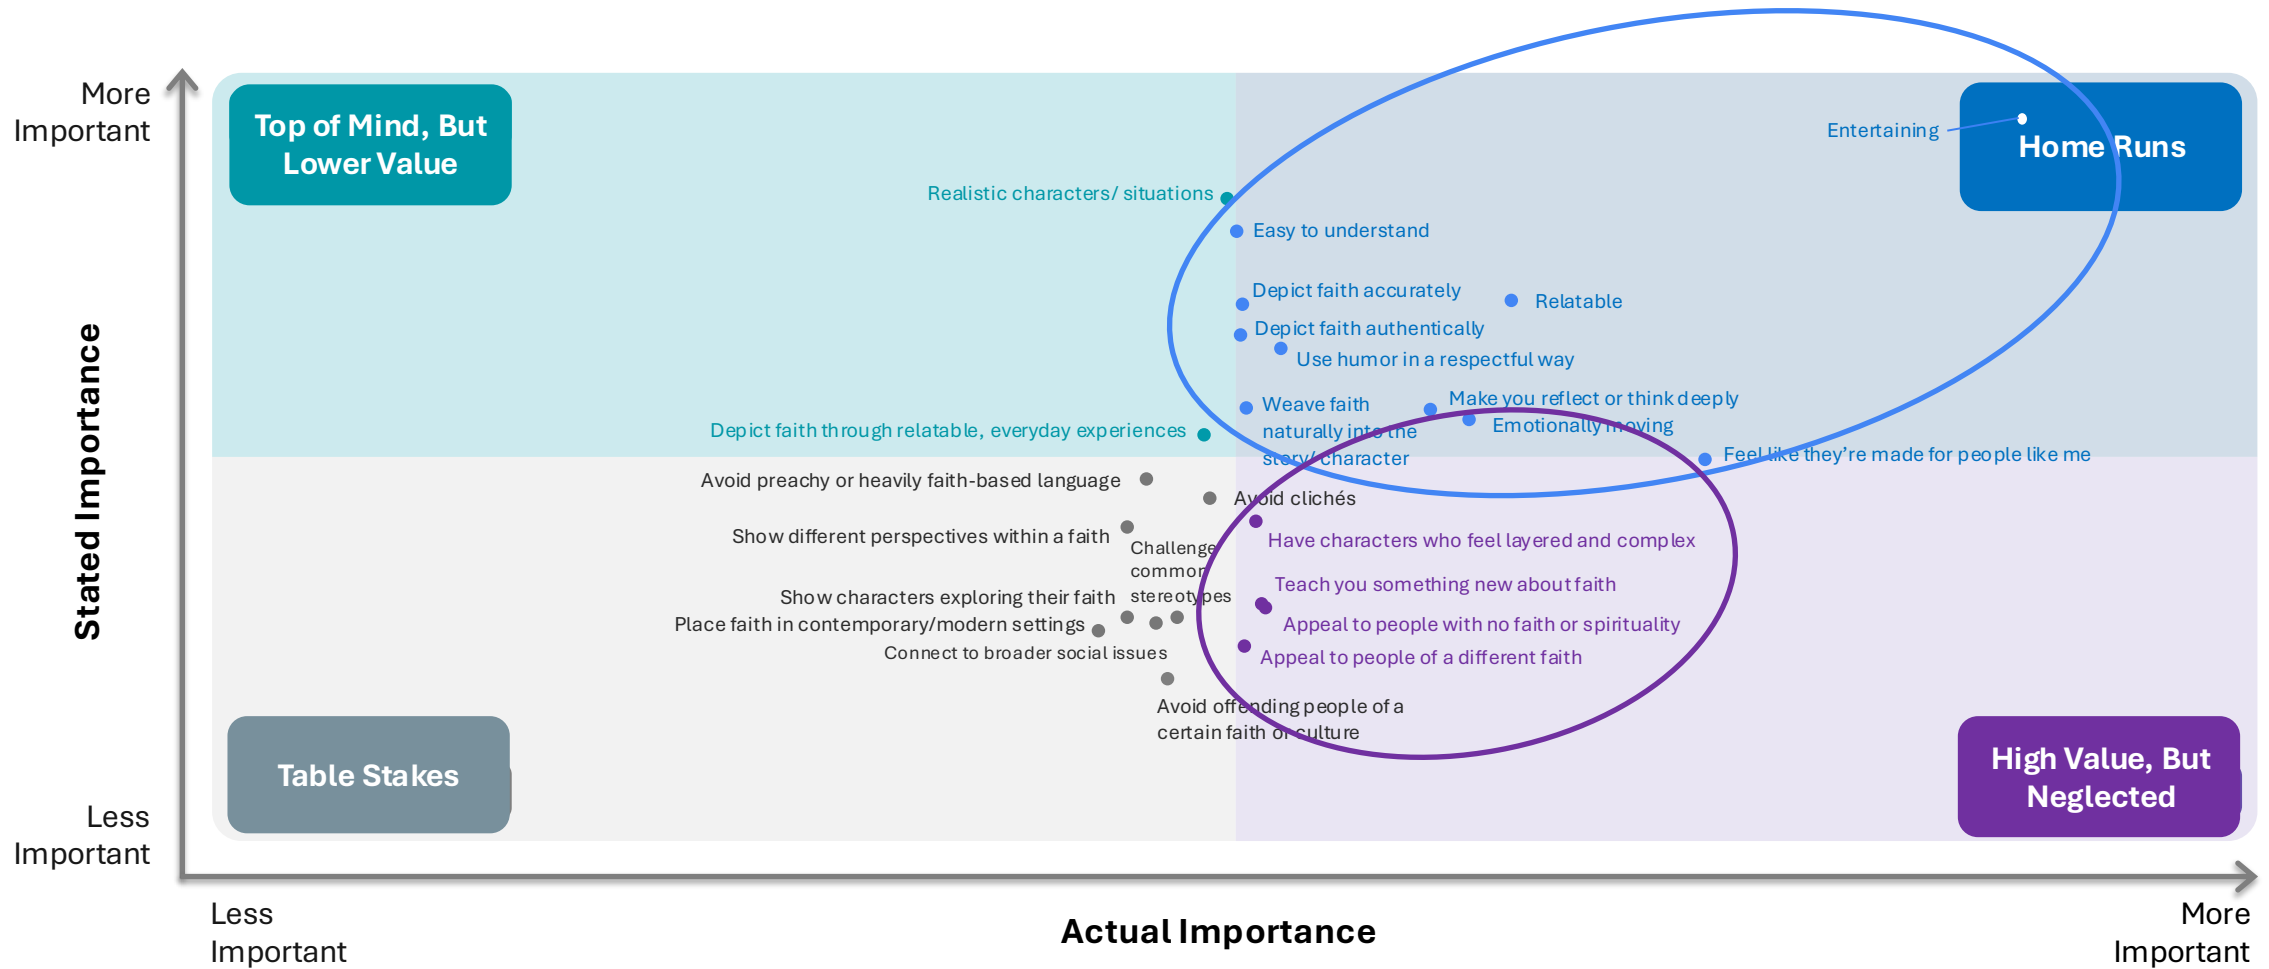 More
Important
Top of Mind, But
Lower Value
Entertaining
Home Runs
Realistic characters/ situations
Easy to understand
Depict faith accurately
Relatable
Depict faith authentically
Use humor in a respectful way
Weave faith
naturally into the
story/ character
Make you reflect or think deeply
Emotionally moving
Depict faith through relatable, everyday experiences
Feel like they're made for people like me
Stated Importance
Avoid preachy or heavily faith-based language
Avoid clichés
Show different perspectives within a faith
Challenge
common
stereotypes
Have characters who feel layered and complex
Teach you something new about faith
Show characters exploring their faith
Place faith in contemporary/modern settings
Appeal to people with no faith or spirituality
Connect to broader social issues
Appeal to people of a different faith
Avoid offending people of a
certain faith or culture
Table Stakes
High Value, But
Neglected
Less
Important
Less
Important
Actual Importance
More
Important